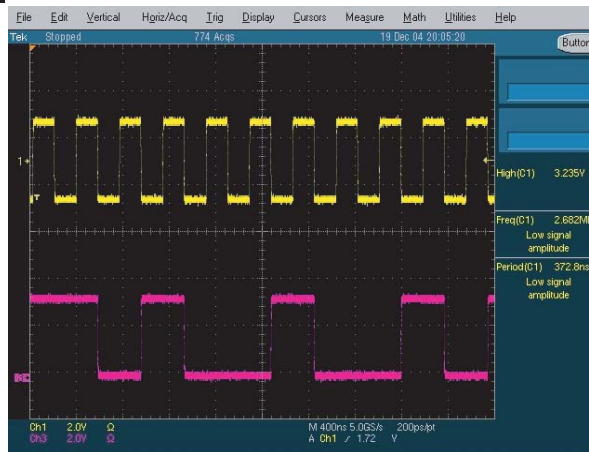 File Edit Vertical Horiz/Acq Trig Display Cursors Measure Math Utilities Help
Tek Stopped 774 Acqs 19 Dec 04 20:05:20
Button
1
T
High(C1) 3.235V
Freq(C1) 2.682M
Low signal
amplitude
Period(C1) 372.8ns
Low signal
amplitude
Ch1 2.0V Ω M 400ns 5.0GS/s 200ps/pt
Ch3 2.0V Ω A Ch1 / 1.72 V